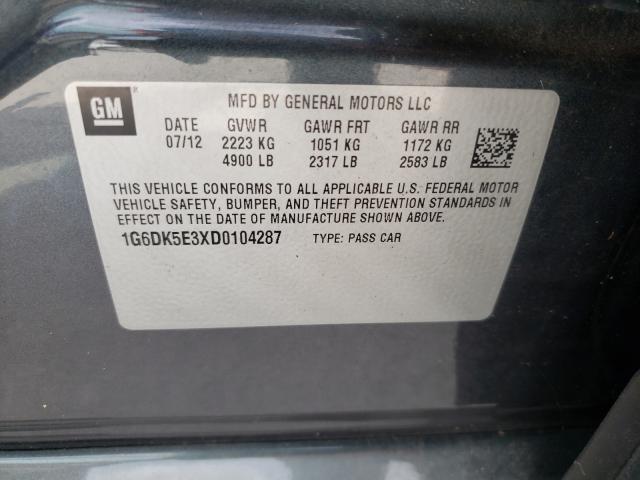 GM
MFD BY GENERAL MOTORS LLC
DATE GVWR GAWR FRT GAWR RR
07/12 2223 KG 1051 KG 1172 KG
4900 LB 2317 LB 2583 LB
THIS VEHICLE CONFORMS TO ALL APPLICABLE U.S. FEDERAL MOTOR
VEHICLE SAFETY, BUMPER, AND THEFT PREVENTION STANDARDS IN
EFFECT ON THE DATE OF MANUFACTURE SHOWN ABOVE.
1G6DK5E3XD0104287 TYPE: PASS CAR